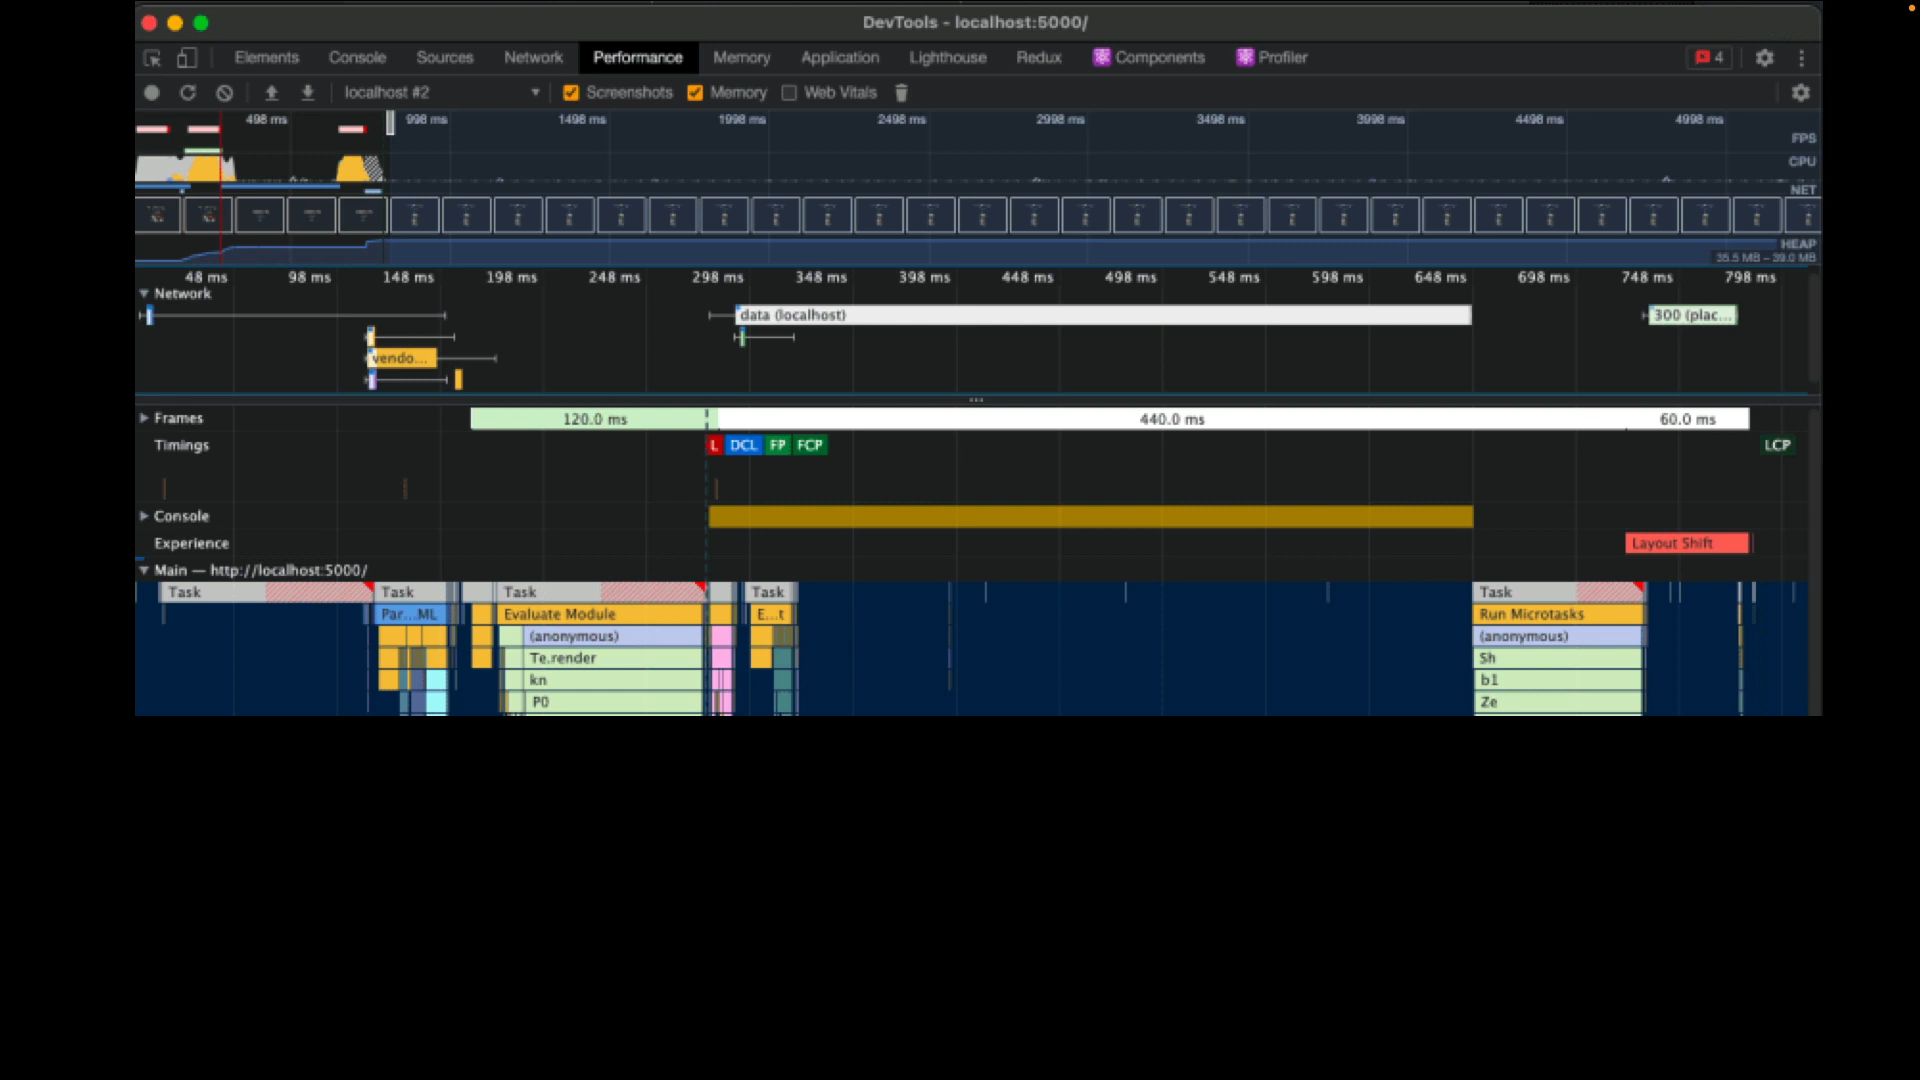 DevTools - localhost:5000/
Elements Console Sources Network Performance Memory Application Lighthouse Redux Components Profiler 4
localhost #2 Screenshots Memory Web Vitals
498 ms 998 ms 1498 ms 1998 ms 2498 ms 2998 ms 3498 ms 3998 ms 4498 ms 4998 ms
FPS
CPU
NET
HEAP
35.5 MB – 39.0 MB
48 ms 98 ms 148 ms 198 ms 248 ms 298 ms 348 ms 398 ms 448 ms 498 ms 548 ms 598 ms 648 ms 698 ms 748 ms 798 ms
Network
data (localhost) 300 (plac...
vendo...
Frames 120.0 ms 440.0 ms 60.0 ms
Timings L DCL FP FCP LCP
Console
Experience Layout Shift
Main — http://localhost:5000/
Task Task Task Task Task
Par...ML Evaluate Module E...t Run Microtasks
(anonymous) (anonymous)
Te.render Sh
kn b1
P0 Ze